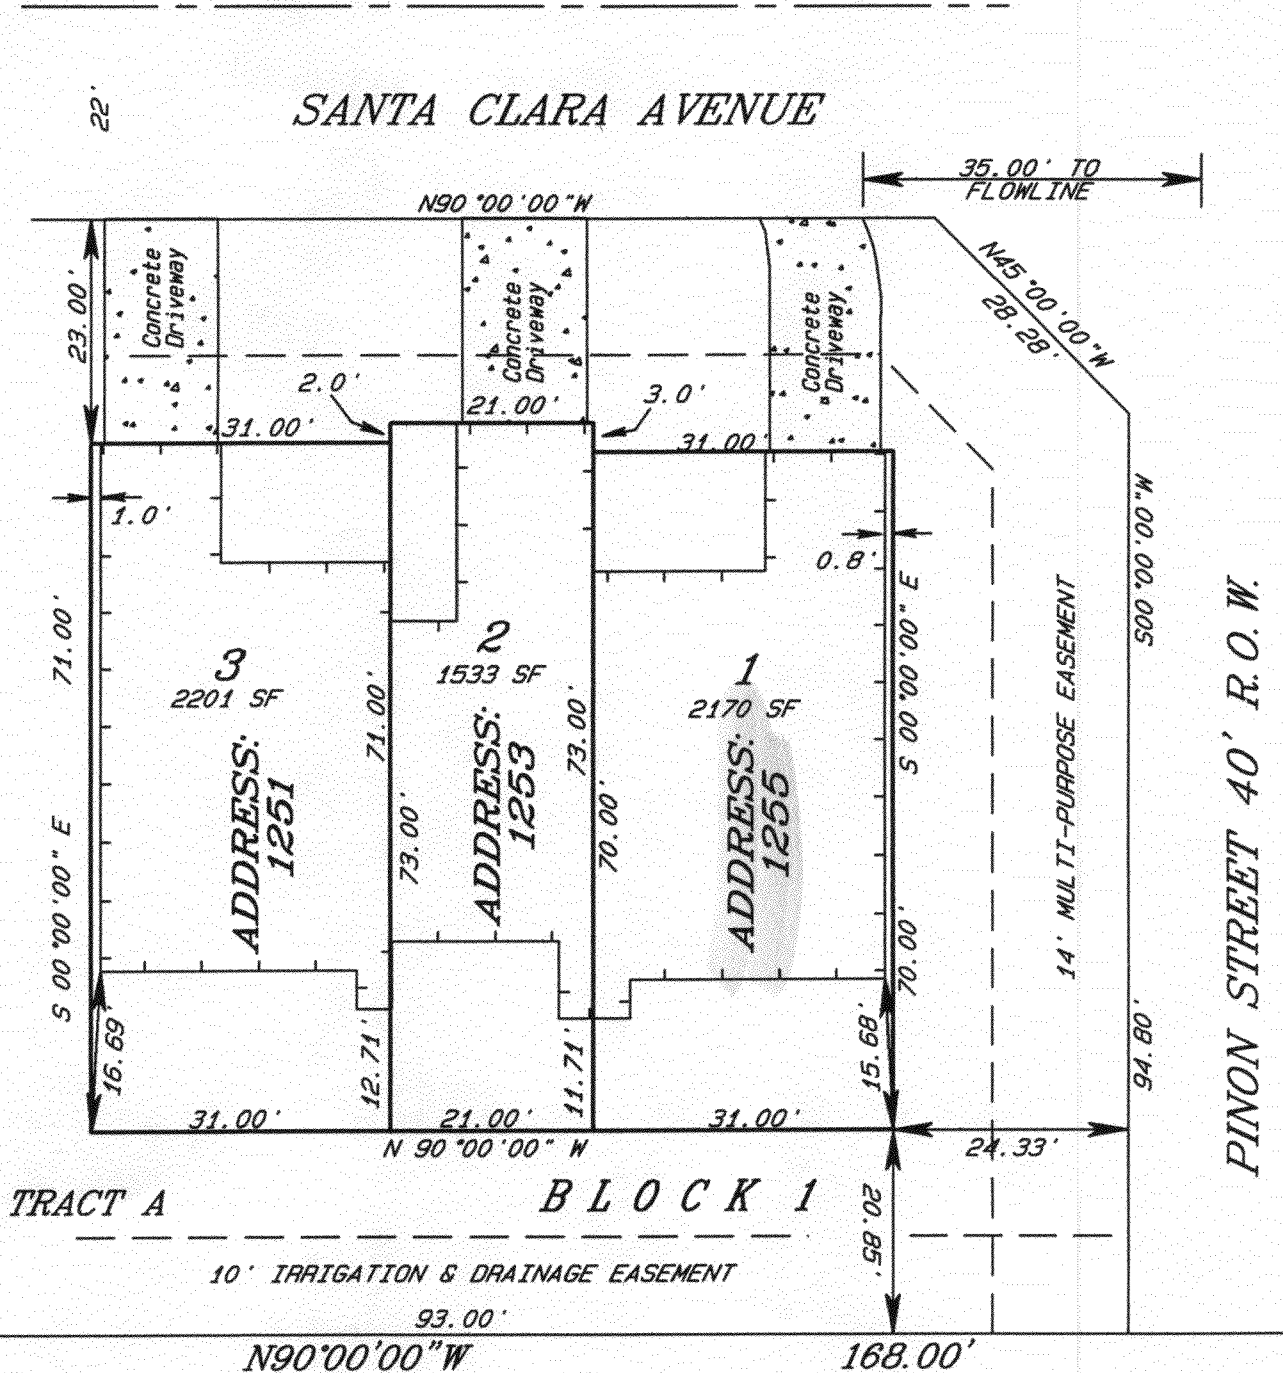 22'
SANTA CLARA AVENUE
35.00' TO
FLOWLINE
N90°00'00"W
N45°00'00"W
28.28'
Concrete
Driveway
Concrete
Driveway
Concrete
Driveway
23.00'
2.0'
3.0'
31.00'
21.00'
31.00'
1.0'
0.8'
71.00'
S 00°00'00" E
3
2201 SF
ADDRESS:
1251
71.00'
73.00'
2
1533 SF
ADDRESS:
1253
73.00'
70.00'
1
2170 SF
ADDRESS:
1255
S 00°00'00" E
70.00'
14' MULTI-PURPOSE EASEMENT
S00°00'00"W
94.80'
PINON STREET 40' R.O.W.
16.69'
12.71'
11.71'
15.68'
31.00'
21.00'
31.00'
N 90°00'00" W
24.33'
TRACT A
BLOCK 1
20.85'
10' IRRIGATION & DRAINAGE EASEMENT
93.00'
N90°00'00"W
168.00'